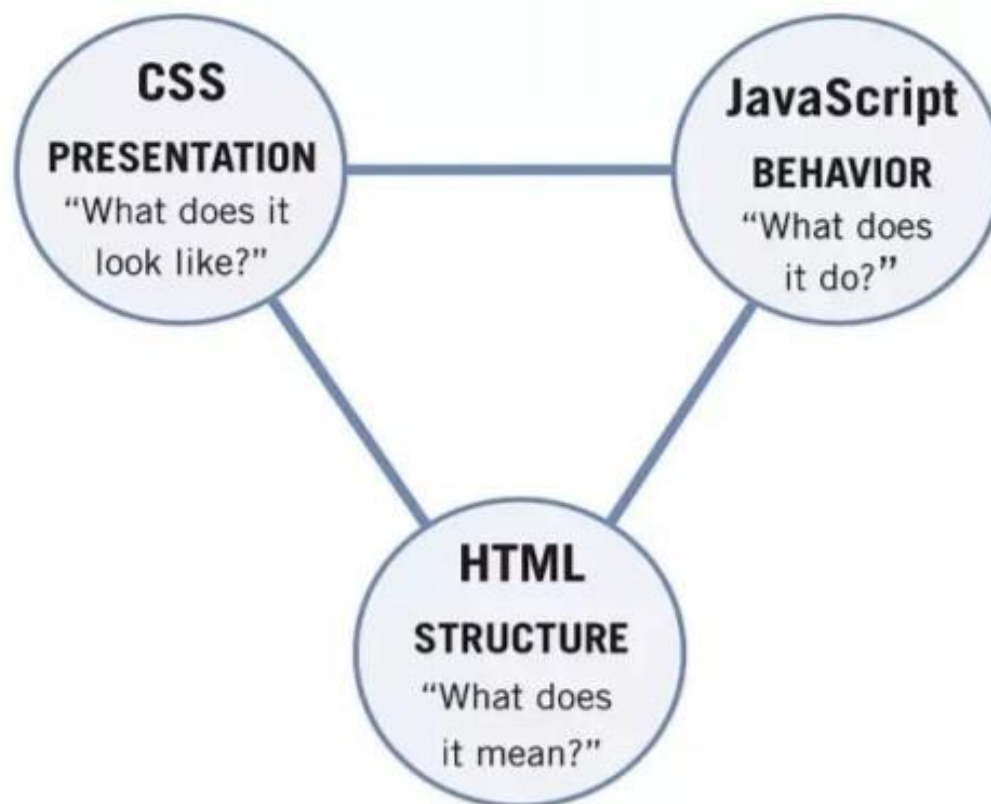 CSS
PRESENTATION
“What does it
look like?”
JavaScript
BEHAVIOR
“What does
it do?”
HTML
STRUCTURE
“What does
it mean?”